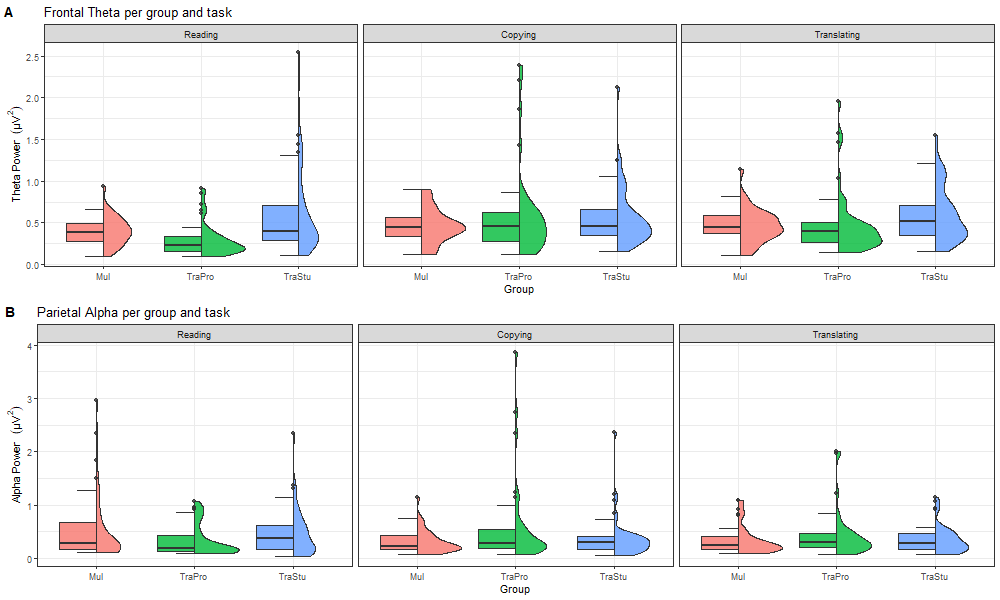 A Frontal Theta per group and task
Reading Copying Translating
Theta Power (µV²)
2.5
2.0
1.5
1.0
0.5
0.0
Mul TraPro TraStu Mul TraPro TraStu Mul TraPro TraStu
Group
B Parietal Alpha per group and task
Reading Copying Translating
Alpha Power (µV²)
4
3
2
1
0
Mul TraPro TraStu Mul TraPro TraStu Mul TraPro TraStu
Group